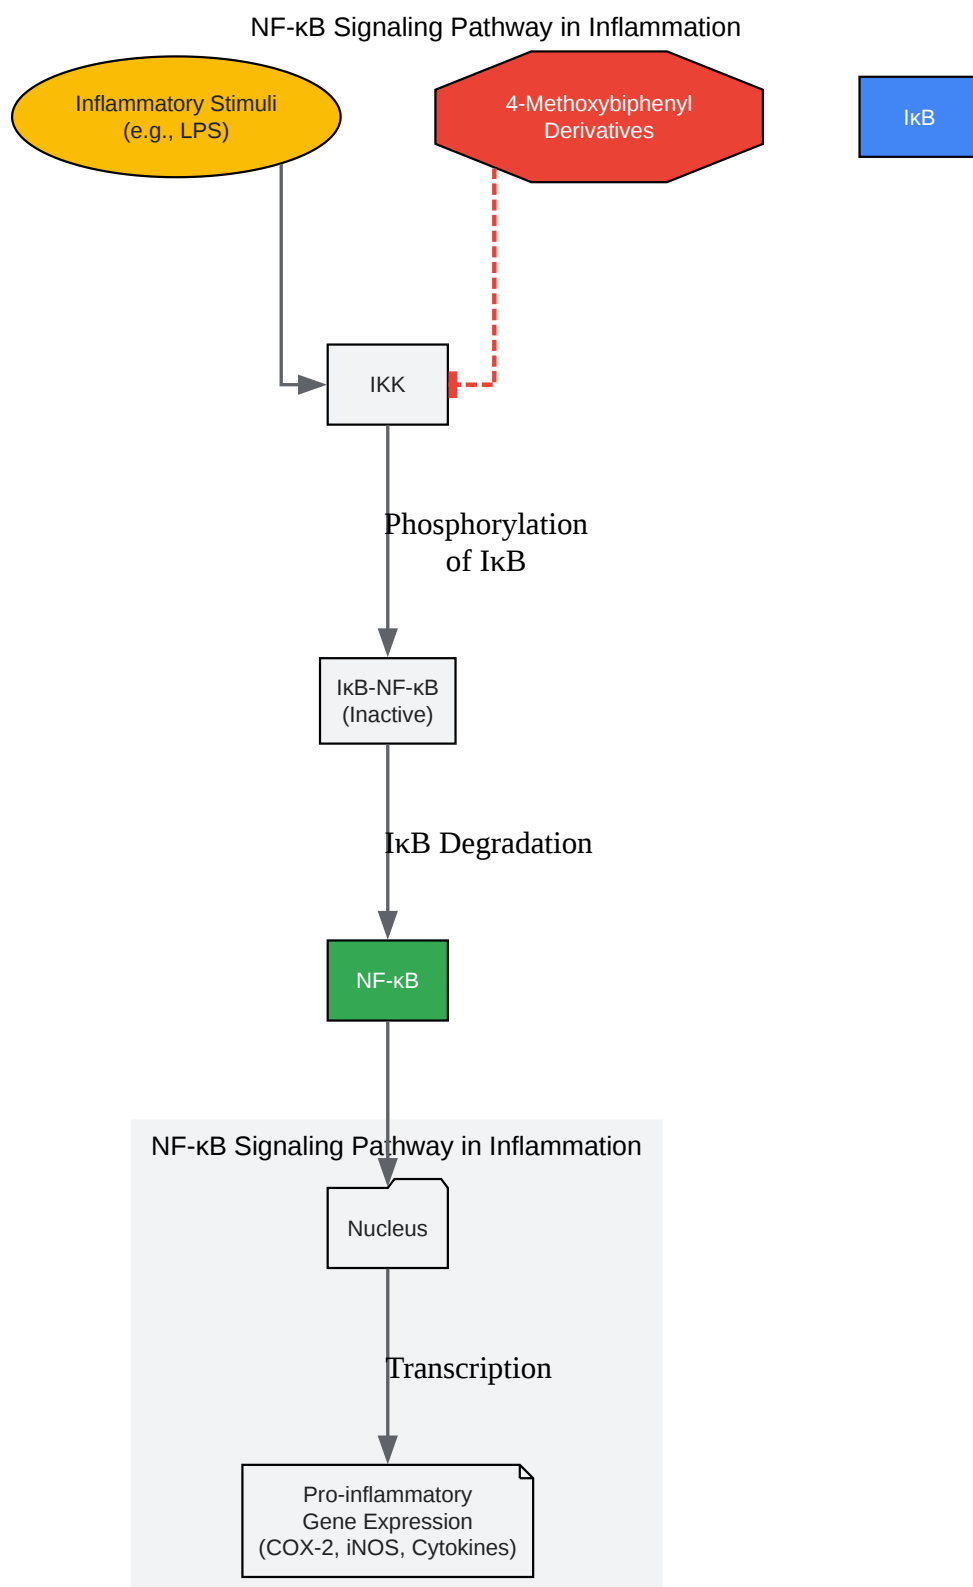 NF-κB Signaling Pathway in Inflammation
Inflammatory Stimuli
(e.g., LPS)
4-Methoxybiphenyl
Derivatives
IκB
IKK
Phosphorylation
of IκB
IκB-NF-κB
(Inactive)
IκB Degradation
NF-κB
NF-κB Signaling Pathway in Inflammation
Nucleus
Transcription
Pro-inflammatory
Gene Expression
(COX-2, iNOS, Cytokines)